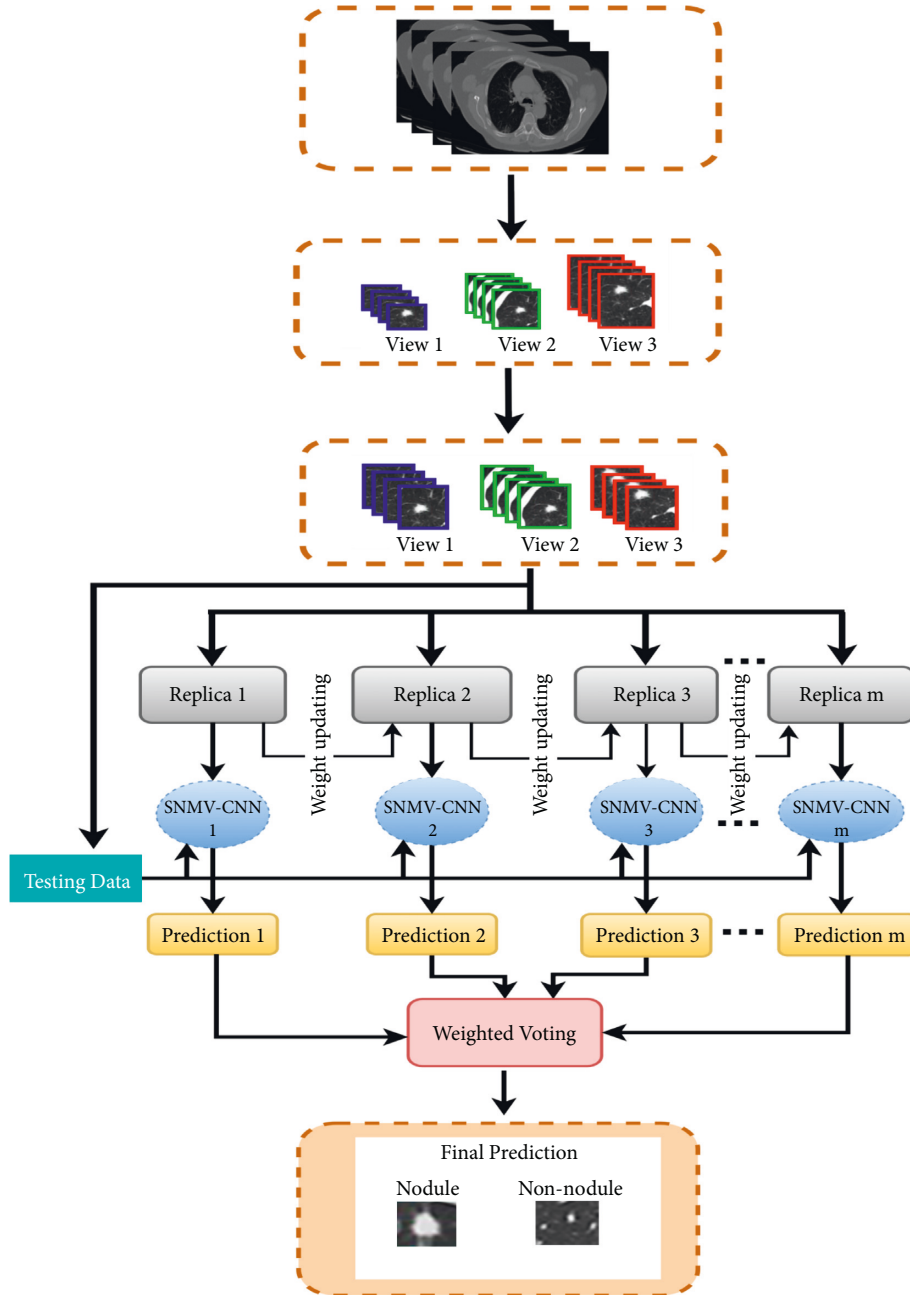 View 1
View 2
View 3
View 1
View 2
View 3
Replica 1
Weight updating
Replica 2
Weight updating
Replica 3
Weight updating
Replica m
SNMV-CNN
1
SNMV-CNN
2
SNMV-CNN
3
SNMV-CNN
m
Testing Data
Prediction 1
Prediction 2
Prediction 3
Prediction m
Weighted Voting
Final Prediction
Nodule
Non-nodule